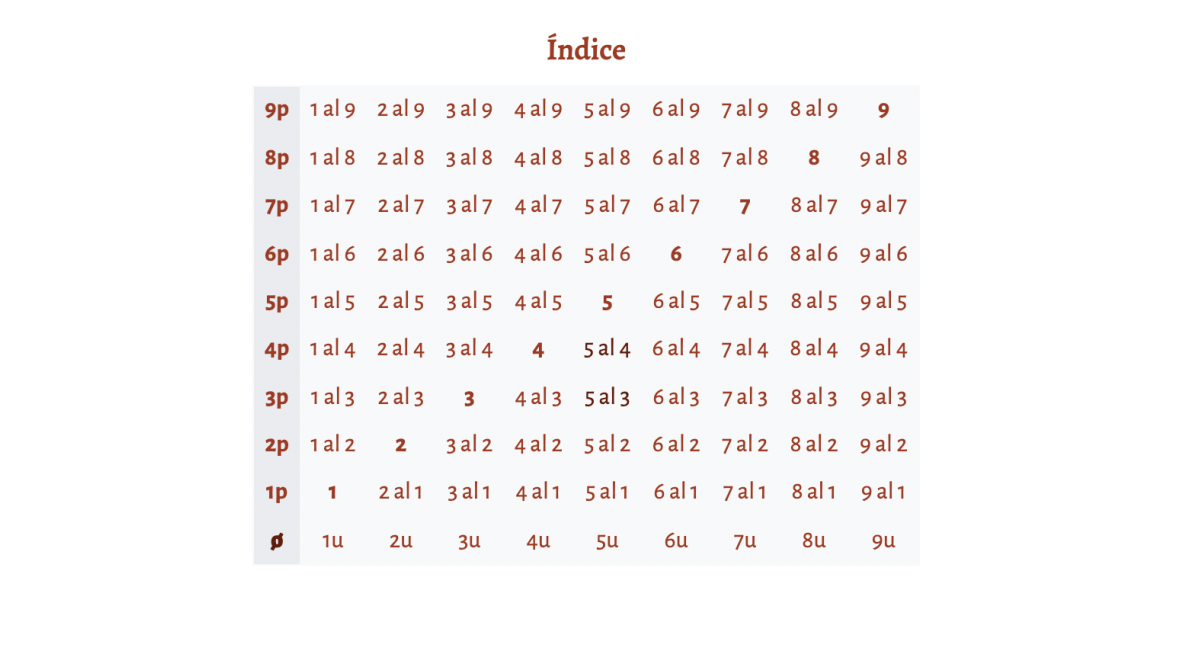 Índice
9p 1 al 9 2 al 9 3 al 9 4 al 9 5 al 9 6 al 9 7 al 9 8 al 9 9
8p 1 al 8 2 al 8 3 al 8 4 al 8 5 al 8 6 al 8 7 al 8 8 9 al 8
7p 1 al 7 2 al 7 3 al 7 4 al 7 5 al 7 6 al 7 7 8 al 7 9 al 7
6p 1 al 6 2 al 6 3 al 6 4 al 6 5 al 6 6 7 al 6 8 al 6 9 al 6
5p 1 al 5 2 al 5 3 al 5 4 al 5 5 6 al 5 7 al 5 8 al 5 9 al 5
4p 1 al 4 2 al 4 3 al 4 4 5 al 4 6 al 4 7 al 4 8 al 4 9 al 4
3p 1 al 3 2 al 3 3 4 al 3 5 al 3 6 al 3 7 al 3 8 al 3 9 al 3
2p 1 al 2 2 3 al 2 4 al 2 5 al 2 6 al 2 7 al 2 8 al 2 9 al 2
1p 1 2 al 1 3 al 1 4 al 1 5 al 1 6 al 1 7 al 1 8 al 1 9 al 1
ø 1u 2u 3u 4u 5u 6u 7u 8u 9u